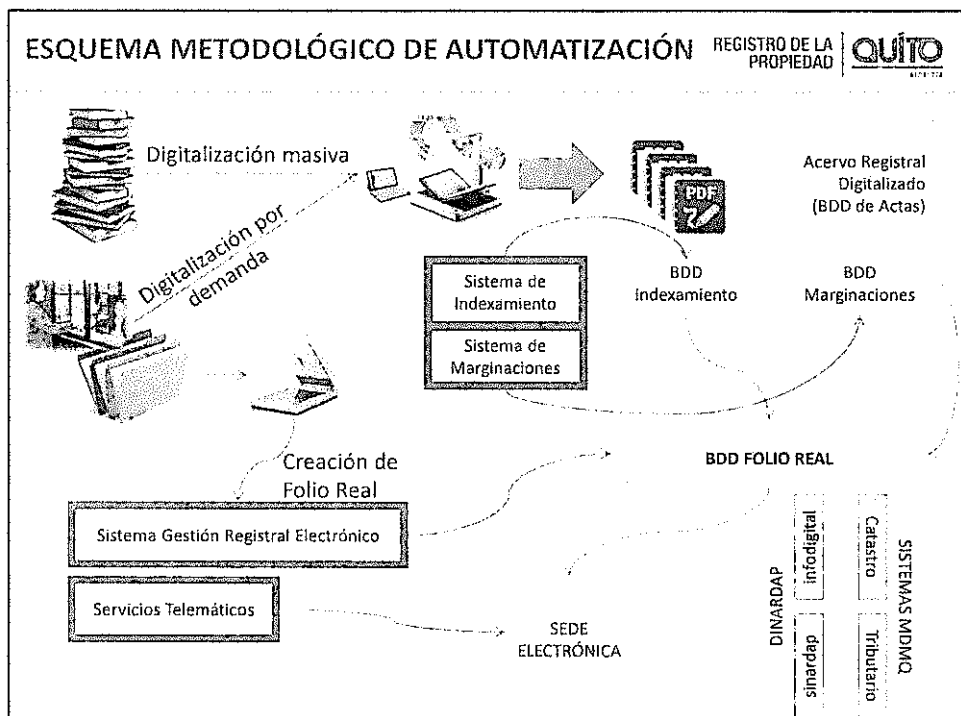 ESQUEMA METODOLÓGICO DE AUTOMATIZACIÓN
REGISTRO DE LA
PROPIEDAD
QUITO
Digitalización masiva
Digitalización por
demanda
PDF
Acervo Registral
Digitalizado
(BDD de Actas)
Sistema de
Indexamiento
Sistema de
Marginaciones
BDD
Indexamiento
BDD
Marginaciones
Creación de
Folio Real
BDD FOLIO REAL
Sistema Gestión Registral Electrónico
Servicios Telemáticos
SEDE
ELECTRÓNICA
DINARDAP
infodigital
sinardap
Catastro
Tributario
SISTEMAS MDMQ